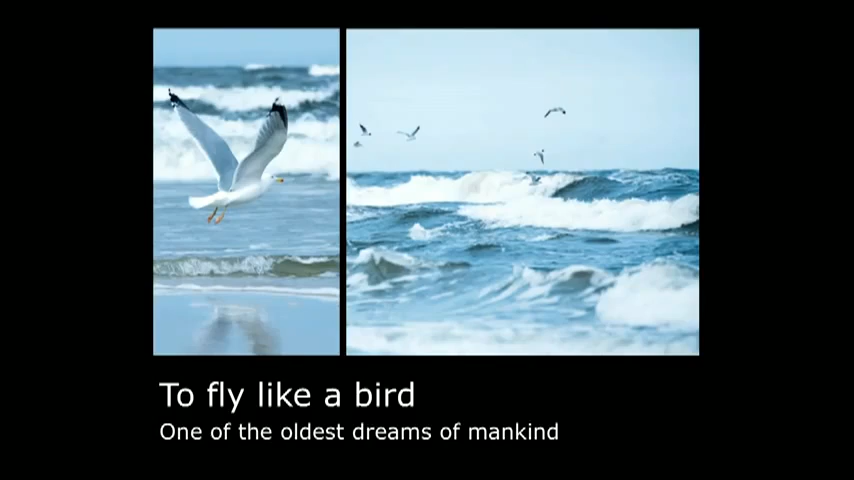 To fly like a bird
One of the oldest dreams of mankind